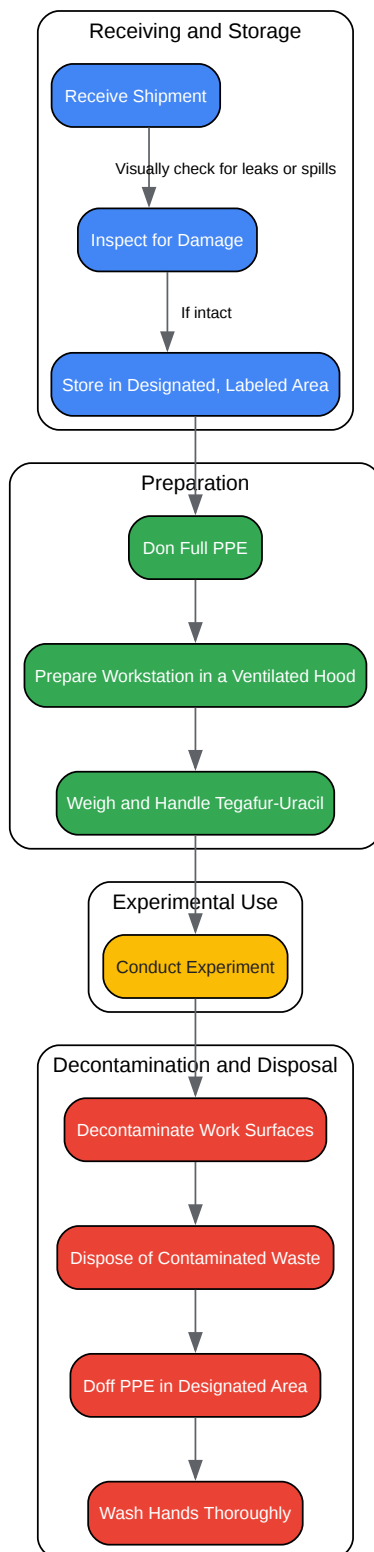 Receiving and Storage
Receive Shipment
Visually check for leaks or spills
Inspect for Damage
If intact
Store in Designated, Labeled Area
Preparation
Don Full PPE
Prepare Workstation in a Ventilated Hood
Weigh and Handle Tegafur-Uracil
Experimental Use
Conduct Experiment
Decontamination and Disposal
Decontaminate Work Surfaces
Dispose of Contaminated Waste
Doff PPE in Designated Area
Wash Hands Thoroughly